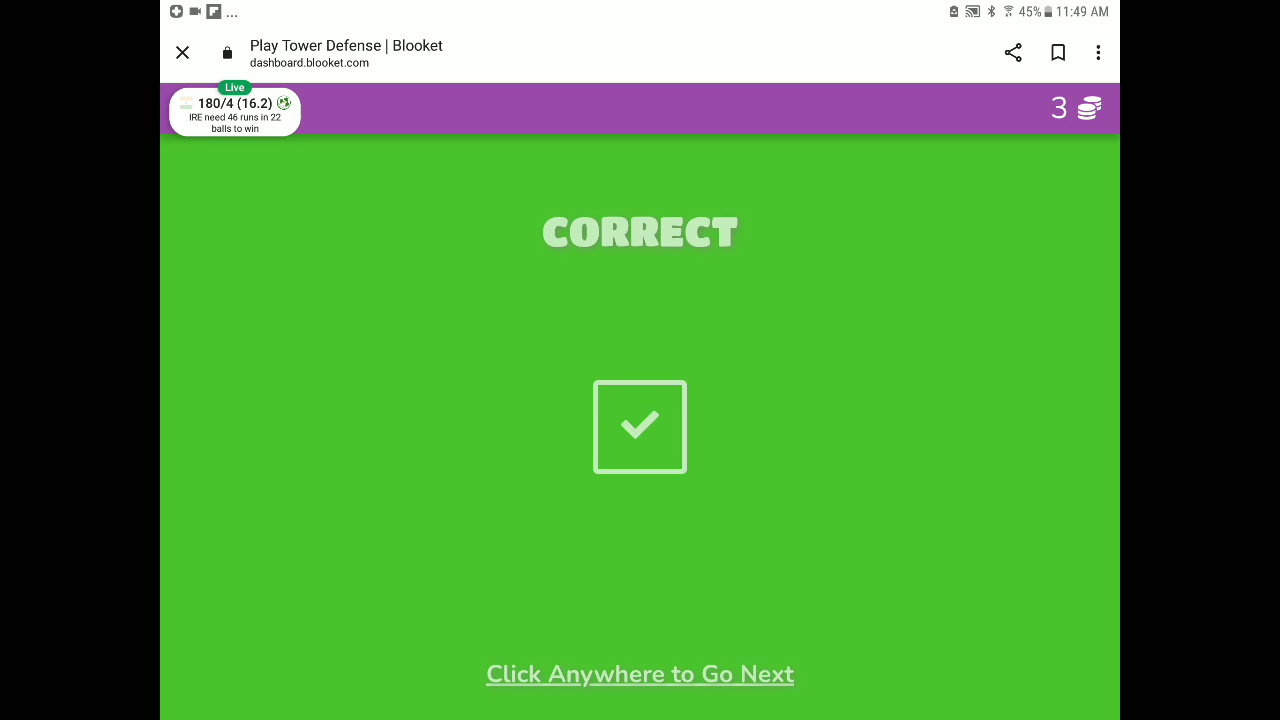 ...
45%
11:49 AM
Play Tower Defense | Blooket
dashboard.blooket.com
Live
180/4 (16.2)
IRE need 46 runs in 22
balls to win
3
CORRECT
Click Anywhere to Go Next